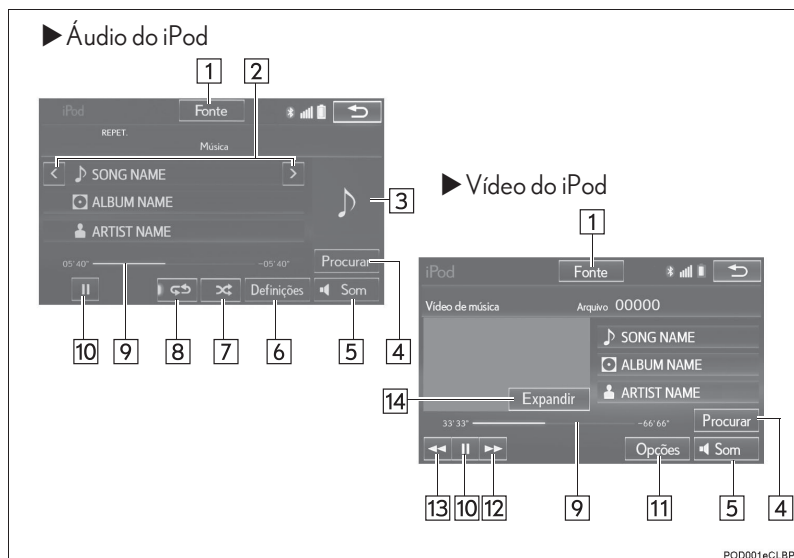 ▶ Áudio do iPod
1 2
iPod Fonte
REPET.
Música
SONG NAME
ALBUM NAME
ARTIST NAME
3
05'40" -05'40"
Procurar
Definições Som
10 9 8 7 6 5 4
▶ Vídeo do iPod
1
iPod Fonte
Vídeo de música Arquivo 00000
SONG NAME
ALBUM NAME
ARTIST NAME
14
Expandir
33'33" -66'66"
Procurar
Opções Som
13 10 12 9 11 5 4
POD001eCLBP